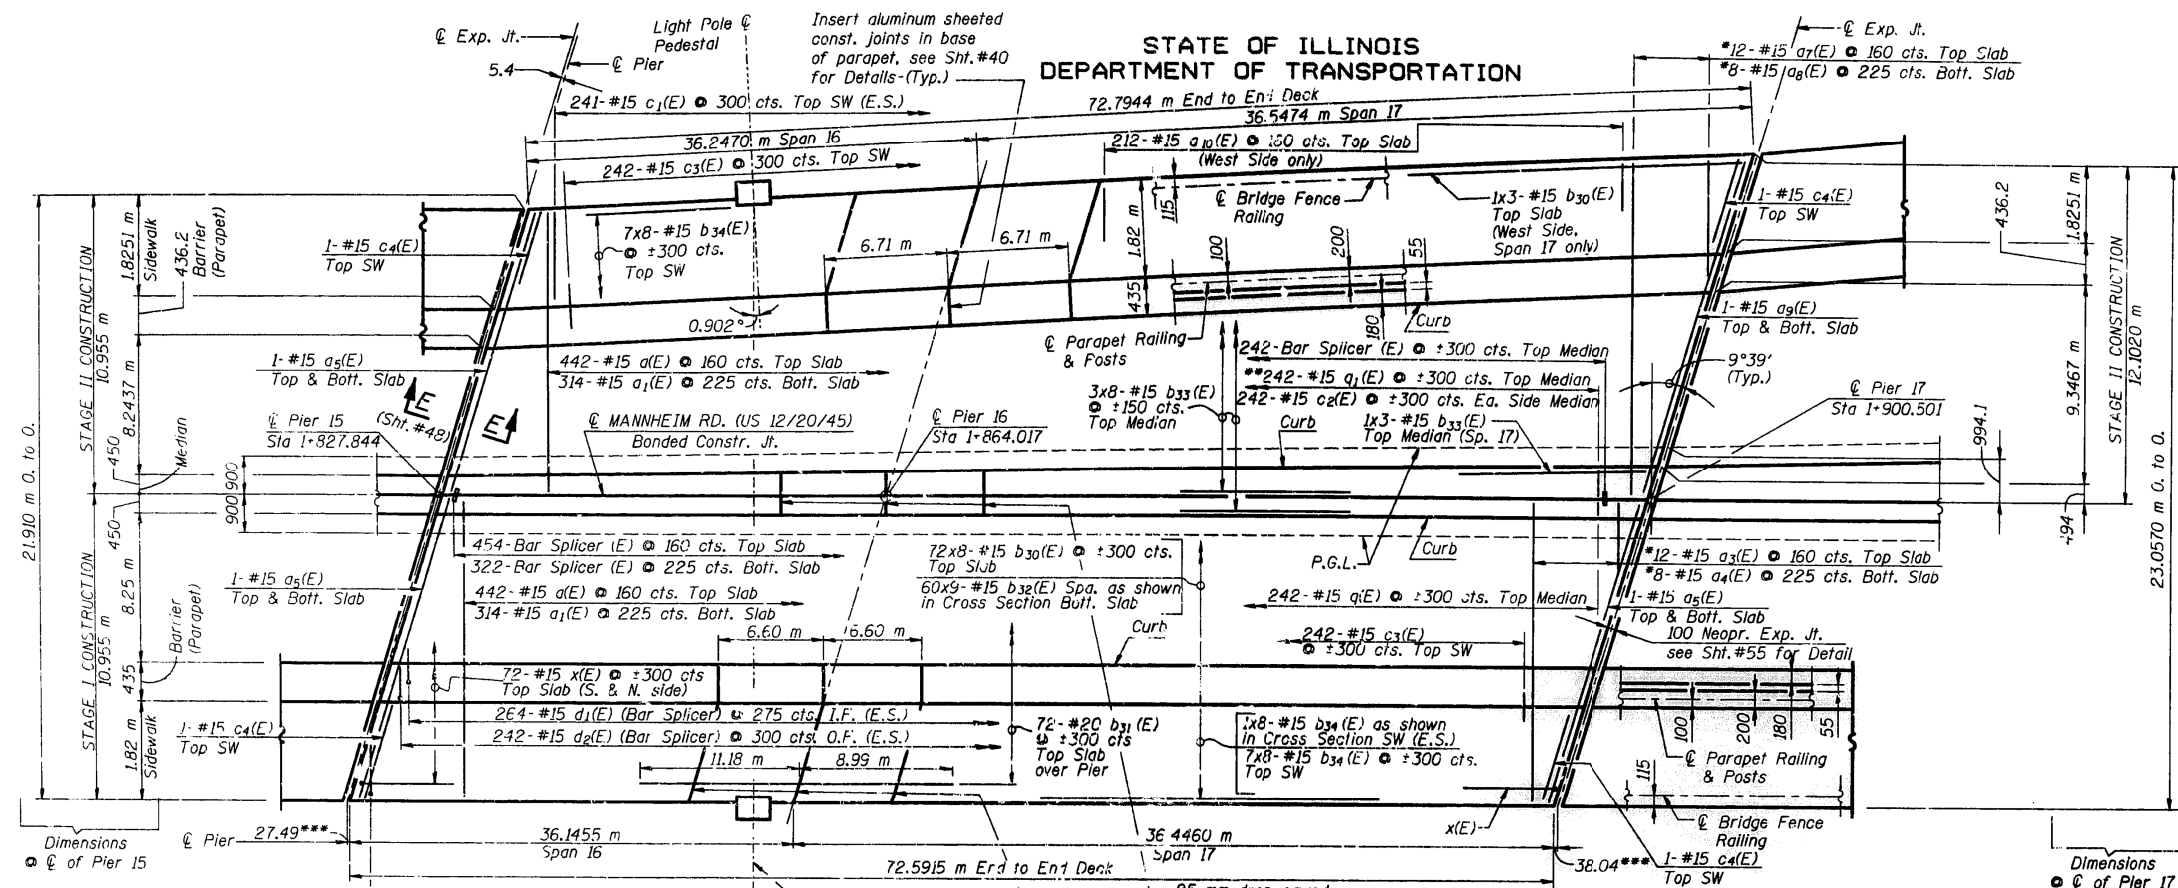 STATE OF ILLINOIS
DEPARTMENT OF TRANSPORTATION
℄ Exp. Jt.
℄ Pier
5.4
Light Pole ℄
Pedestal
Insert aluminum sheeted
const. joints in base
of parapet, see Sht.#40
for Details-(Typ.)
241-#15 c1(E) @ 300 cts. Top SW (E.S.)
72.7944 m End to End Deck
36.2470 m Span 16
36.5474 m Span 17
242-#15 c3(E) @ 300 cts. Top SW
212-#15 a10(E) @ 160 cts. Top Slab
(West Side only)
℄ Exp. Jt.
*12-#15 a7(E) @ 160 cts. Top Slab
*8-#15 a8(E) @ 225 cts. Bott. Slab
℄ Bridge Fence
Railing
1x3-#15 b30(E)
Top Slab
(West Side,
Span 17 only)
1-#15 c4(E)
Top SW
436.2
1.8251 m
STAGE II CONSTRUCTION
12.1020 m
9.3467 m
994.1
494
23.0570 m O. to O.
21.910 m O. to O.
STAGE II CONSTRUCTION
10.955 m
1.8251 m
Sidewalk
436.2
Barrier
(Parapet)
8.2437 m
450
Median
900 900
1-#15 c4(E)
Top SW
7x8-#15 b34(E)
@ ±300 cts.
Top SW
6.71 m
6.71 m
1.82 m
115
435
100
200
55
180
0.902°
℄ Parapet Railing
& Posts
Curb
1-#15 a9(E)
Top & Bott. Slab
9°39'
(Typ.)
1-#15 a5(E)
Top & Bott. Slab
442-#15 a(E) @ 160 cts. Top Slab
314-#15 a1(E) @ 225 cts. Bott. Slab
242-Bar Splicer (E) @ ±300 cts. Top Median
**242-#15 q1(E) @ ±300 cts. Top Median
242-#15 c2(E) @ ±300 cts. Ea. Side Median
3x8-#15 b33(E)
@ ±150 cts.
Top Median
E
E
(Sht. #48)
℄ Pier 15
Sta 1+827.844
℄ MANNHEIM RD. (US 12/20/45)
Bonded Constr. Jt.
℄ Pier 16
Sta 1+864.017
Curb
1x3-#15 b33(E)
Top Median (Sp. 17)
℄ Pier 17
Sta 1+900.501
STAGE I CONSTRUCTION
10.955 m
450
8.25 m
435
Barrier
(Parapet)
1.82 m
Sidewalk
454-Bar Splicer (E) @ 160 cts. Top Slab
322-Bar Splicer (E) @ 225 cts. Bott. Slab
72x8-#15 b30(E) @ ±300 cts.
Top Slab
60x9-#15 b32(E) Spa. as shown
in Cross Section Bott. Slab
P.G.L.
Curb
*12-#15 a3(E) @ 160 cts. Top Slab
*8-#15 a4(E) @ 225 cts. Bott. Slab
1-#15 a5(E)
Top & Bott. Slab
442-#15 a(E) @ 160 cts. Top Slab
314-#15 a1(E) @ 225 cts. Bott. Slab
242-#15 q(E) @ ±300 cts. Top Median
1-#15 a5(E)
Top & Bott. Slab
6.60 m
6.60 m
Curb
242-#15 c3(E)
@ ±300 cts. Top SW
100 Neopr. Exp. Jt.
see Sht.#55 for Detail
72-#15 x(E) @ ±300 cts
Top Slab (S. & N. side)
264-#15 d1(E) (Bar Splicer) @ 275 cts. I.F. (E.S.)
242-#15 d2(E) (Bar Splicer) @ 300 cts. O.F. (E.S.)
1-#15 c4(E)
Top SW
72-#20 b31(E)
@ ±300 cts
Top Slab
over Pier
1x8-#15 b34(E) as shown
in Cross Section SW (E.S.)
7x8-#15 b34(E) @ ±300 cts.
Top SW
100
200
180
55
℄ Parapet Railing
& Posts
115
11.18 m
8.99 m
℄ Bridge Fence
Railing
x(E)
Dimensions
@ ℄ of Pier 15
℄ Pier
27.49***
36.1455 m
Span 16
36.4460 m
Span 17
38.04***
1-#15 c4(E)
Top SW
72.5915 m End to End Deck
Dimensions
@ ℄ of Pier 17